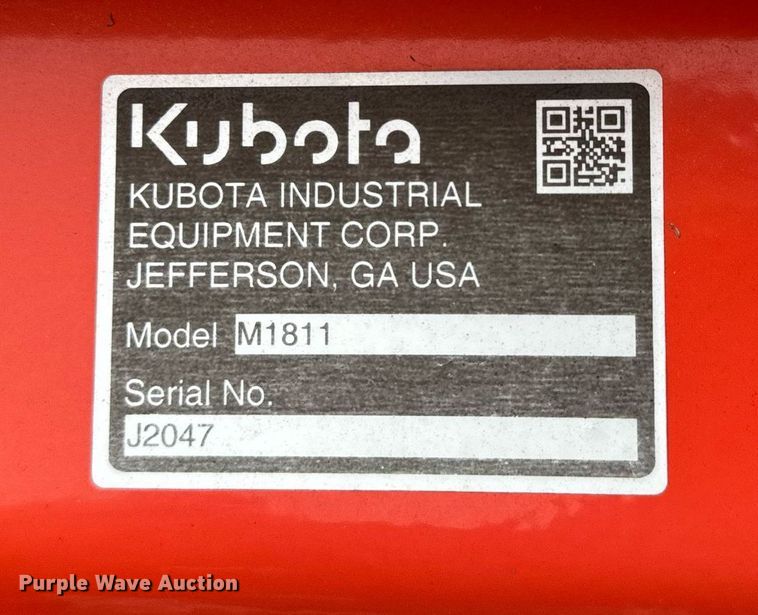 Kubota
KUBOTA INDUSTRIAL
EQUIPMENT CORP.
JEFFERSON, GA USA
Model M1811
Serial No.
J2047
Purple Wave Auction